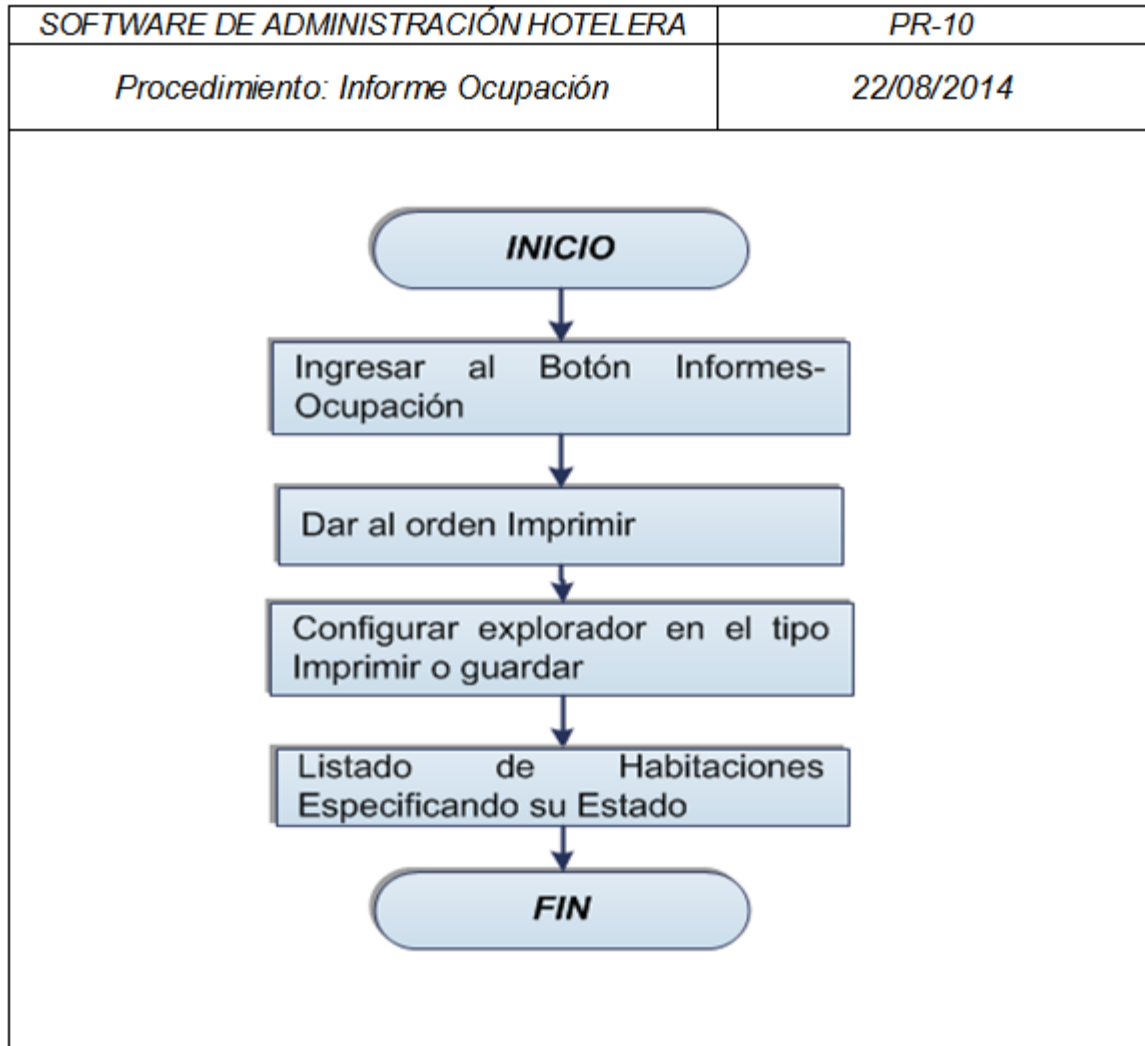 SOFTWARE DE ADMINISTRACIÓN HOTELERA
PR-10
Procedimiento: Informe Ocupación
22/08/2014
INICIO
Ingresar al Botón Informes-
Ocupación
Dar al orden Imprimir
Configurar explorador en el tipo
Imprimir o guardar
Listado de Habitaciones
Especificando su Estado
FIN